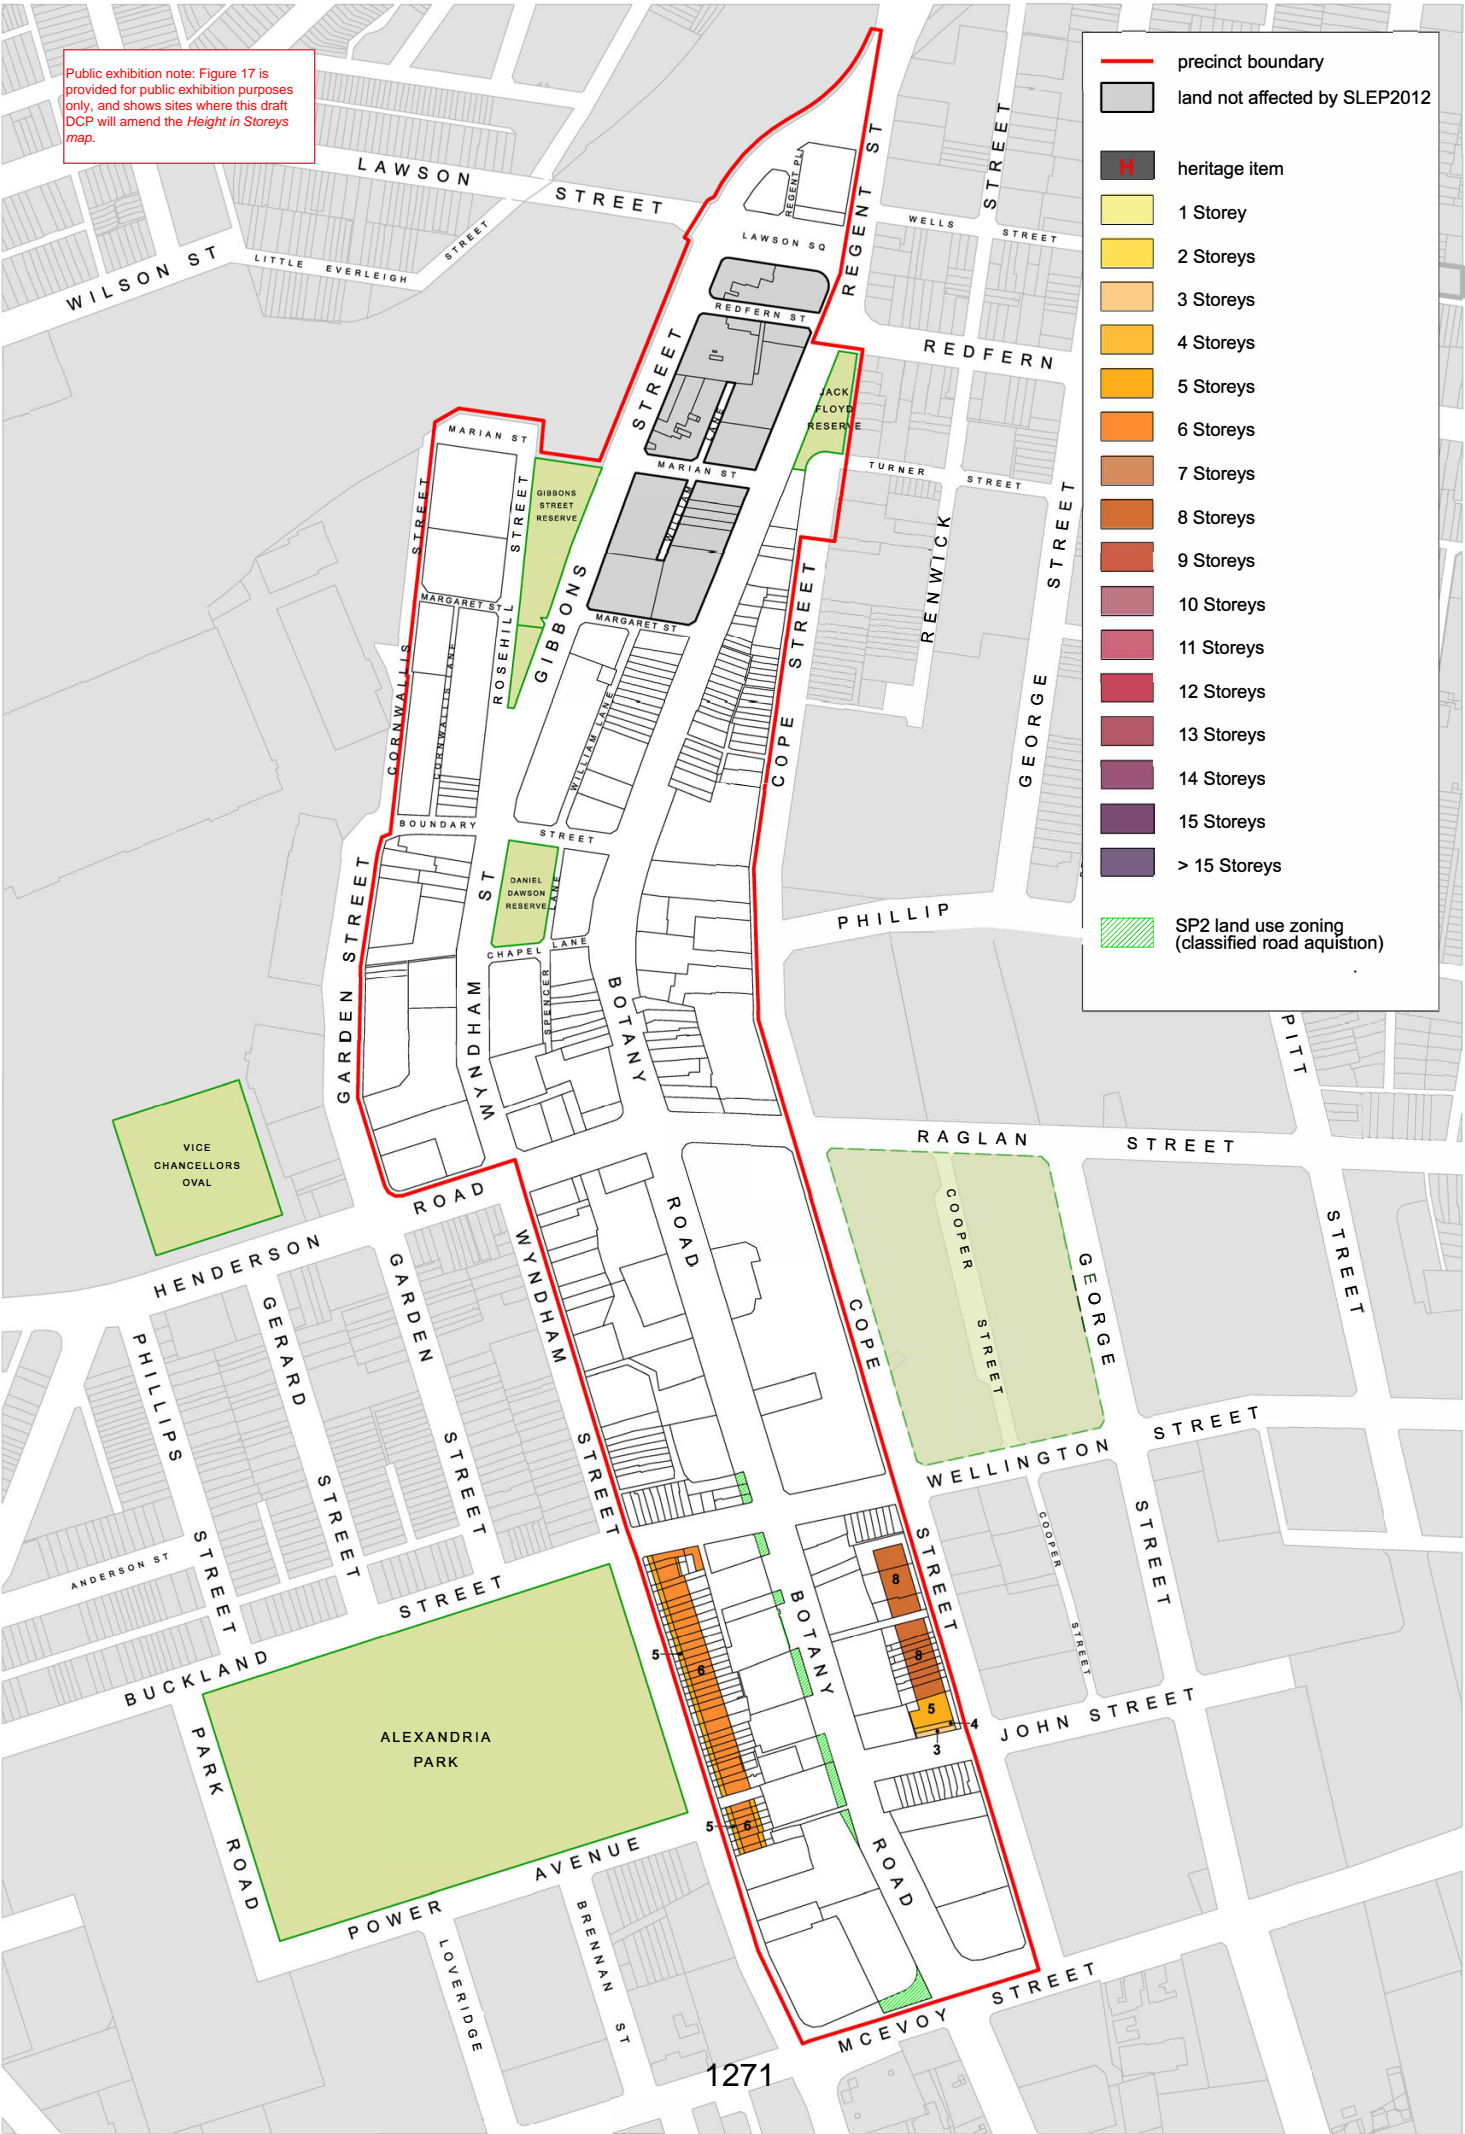 Public exhibition note: Figure 17 is
provided for public exhibition purposes
only, and shows sites where this draft
DCP will amend the Height in Storeys
map.
precinct boundary
land not affected by SLEP2012
H heritage item
1 Storey
2 Storeys
3 Storeys
4 Storeys
5 Storeys
6 Storeys
7 Storeys
8 Storeys
9 Storeys
10 Storeys
11 Storeys
12 Storeys
13 Storeys
14 Storeys
15 Storeys
> 15 Storeys
SP2 land use zoning
(classified road aquistion)
LAWSON STREET
WILSON ST
LITTLE EVERLEIGH STREET
REGENT PL
REGENT ST
STREET
WELLS STREET
LAWSON SQ
REDFERN ST
REDFERN
STREET
LANE
JACK
FLOYD
RESERVE
MARIAN ST
MARIAN ST
TURNER STREET
GIBBONS
STREET
RESERVE
STREET
STREET
WILLIAM
GIBBONS
MARGARET ST
MARGARET ST
RENWICK
STREET
GEORGE
CORNWALLIS
CORNWALLIS LANE
ROSEHILL
WILLIAM LANE
COPE STREET
BOUNDARY STREET
DANIEL
DAWSON
RESERVE
LANE
CHAPEL LANE
SPENCER
GARDEN STREET
WYNDHAM ST
BOTANY
PHILLIP
PITT
VICE
CHANCELLORS
OVAL
RAGLAN STREET
HENDERSON ROAD
ROAD
COOPER STREET
GEORGE
STREET
PHILLIPS STREET
GERARD STREET
GARDEN STREET
WYNDHAM STREET
COPE STREET
WELLINGTON STREET
COOPER STREET
STREET
ANDERSON ST
BUCKLAND STREET
BOTANY
8
8
5
4
3
5
6
5
6
JOHN STREET
ALEXANDRIA
PARK
PARK ROAD
POWER AVENUE
ROAD
LOVERIDGE
BRENNAN ST
MCEVOY STREET
1271